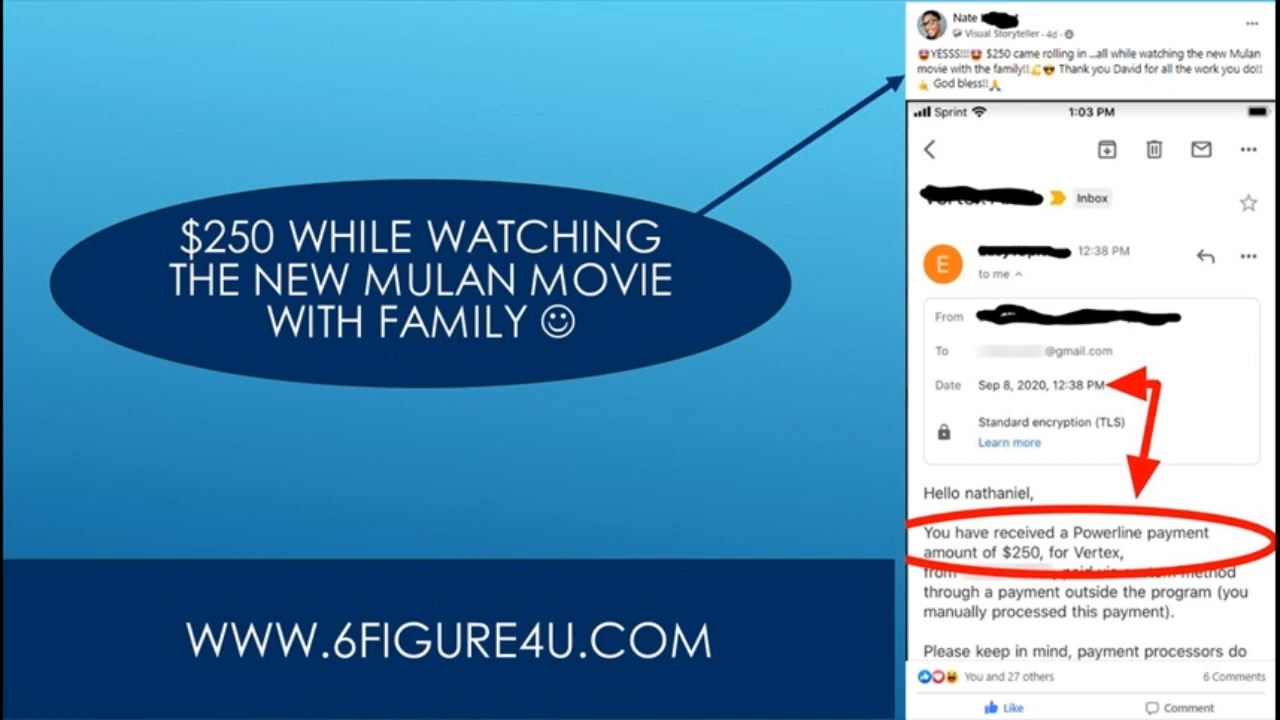 $250 WHILE WATCHING
THE NEW MULAN MOVIE
WITH FAMILY ☺
WWW.6FIGURE4U.COM
Nate
Visual Storyteller · 4d ·
🤩YESSS!!!🤩 $250 came rolling in ...all while watching the new Mulan
movie with the family!!💪😎 Thank you David for all the work you do!!
🤙 God bless!!🙏
Sprint 1:03 PM
Inbox
E
12:38 PM
to me
From
To @gmail.com
Date Sep 8, 2020, 12:38 PM
Standard encryption (TLS)
Learn more
Hello nathaniel,
You have received a Powerline payment
amount of $250, for Vertex,
from paid via custom method
through a payment outside the program (you
manually processed this payment).
Please keep in mind, payment processors do
You and 27 others 6 Comments
Like Comment